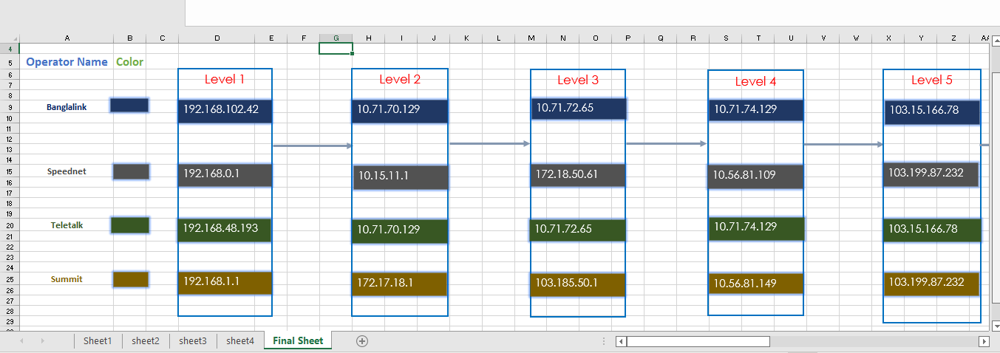 A B C D E F G H I J K L M N O P Q R S T U V W X Y Z AA
4
5 Operator Name Color
6 Level 1 Level 2 Level 3 Level 4 Level 5
7
8
9 Banglalink 192.168.102.42 10.71.70.129 10.71.72.65 10.71.74.129 103.15.166.78
10
11
12
13
14
15 Speednet 192.168.0.1 10.15.11.1 172.18.50.61 10.56.81.109 103.199.87.232
16
17
18
19
20 Teletalk 192.168.48.193 10.71.70.129 10.71.72.65 10.71.74.129 103.15.166.78
21
22
23
24
25 Summit 192.168.1.1 172.17.18.1 103.185.50.1 10.56.81.149 103.199.87.232
26
27
28
29
Sheet1 sheet2 sheet3 sheet4 Final Sheet